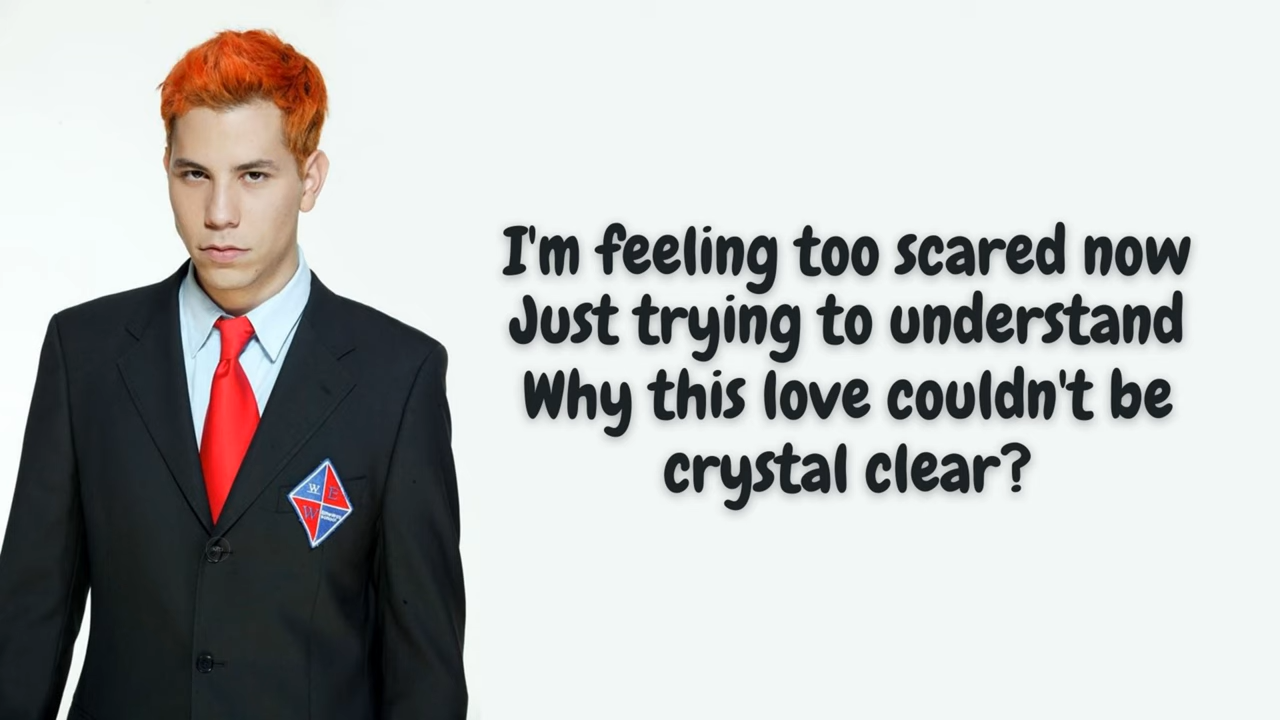 I'm feeling too scared now
Just trying to understand
Why this love couldn't be
crystal clear?
W
E
W